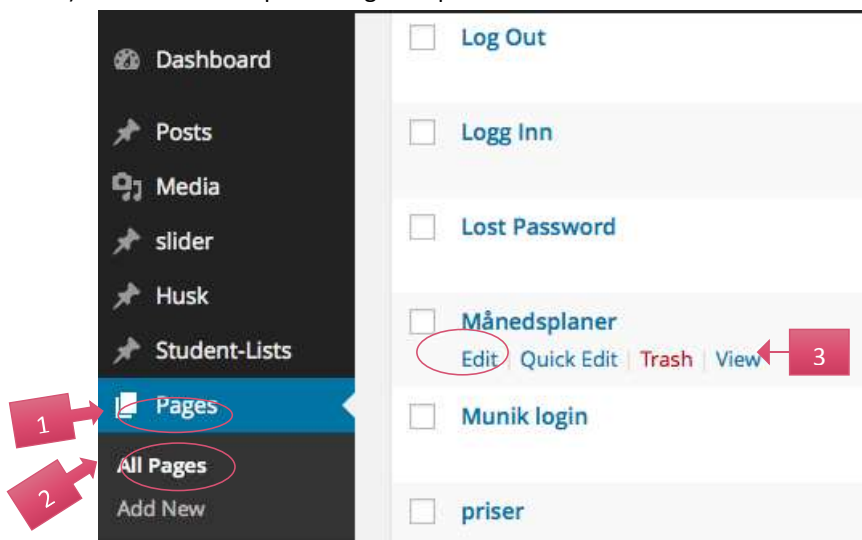 Dashboard
Posts
Media
slider
Husk
Student-Lists
Pages
All Pages
Add New
Log Out
Logg Inn
Lost Password
Månedsplaner
Edit | Quick Edit | Trash | View
Munik login
priser
1
2
3